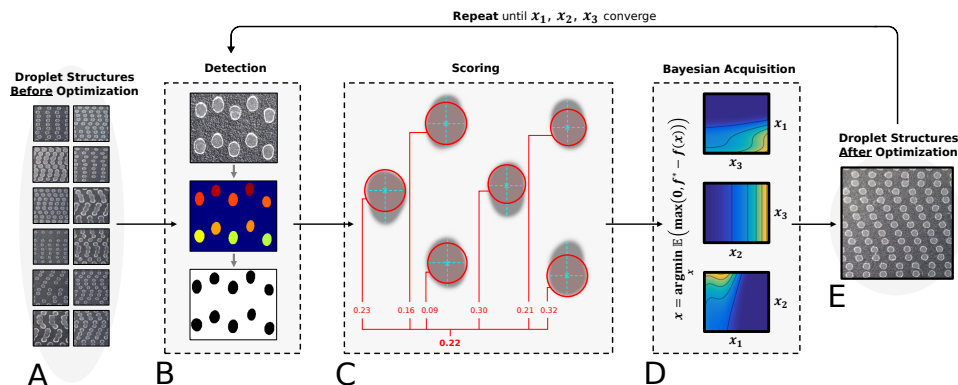 Repeat until x₁, x₂, x₃ converge
Droplet Structures
Before Optimization
A
Detection
B
Scoring
0.23
0.16
0.09
0.30
0.21
0.32
0.22
C
Bayesian Acquisition
x = argmin 𝔼 (max(0, f* − f(x)))
x
x₁
x₃
x₃
x₂
x₂
x₁
D
Droplet Structures
After Optimization
E